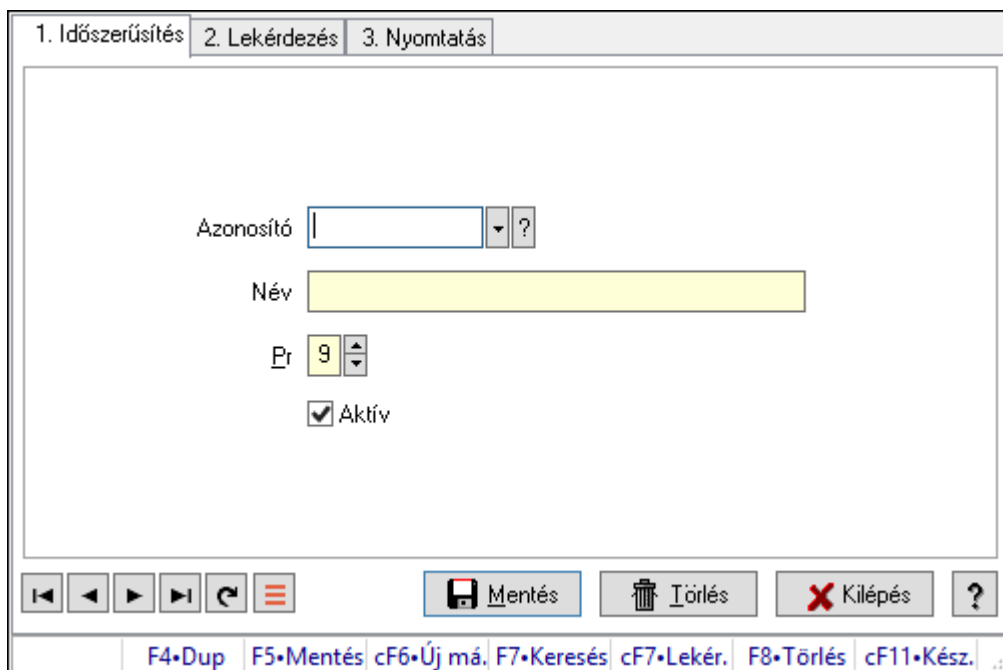 1. Időszerűsítés 2. Lekérdezés 3. Nyomtatás
Azonosító ?
Név
Pr 9
Aktív
Mentés Törlés Kilépés ?
F4•Dup F5•Mentés cF6•Új má. F7•Keresés cF7•Lekér. F8•Törlés cF11•Kész.